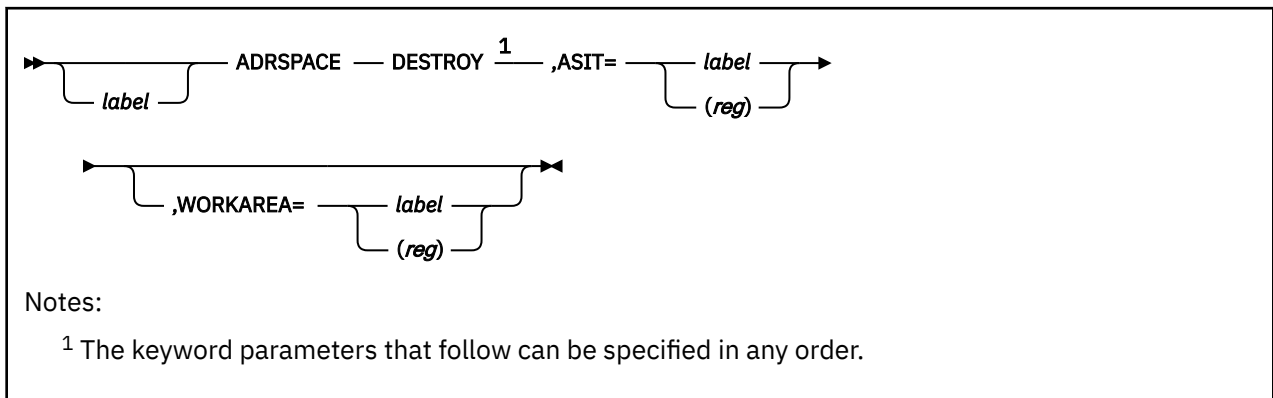 ADRSPACE DESTROY 1 ,ASIT= label
label (reg)
,WORKAREA= label
(reg)
Notes:
1 The keyword parameters that follow can be specified in any order.